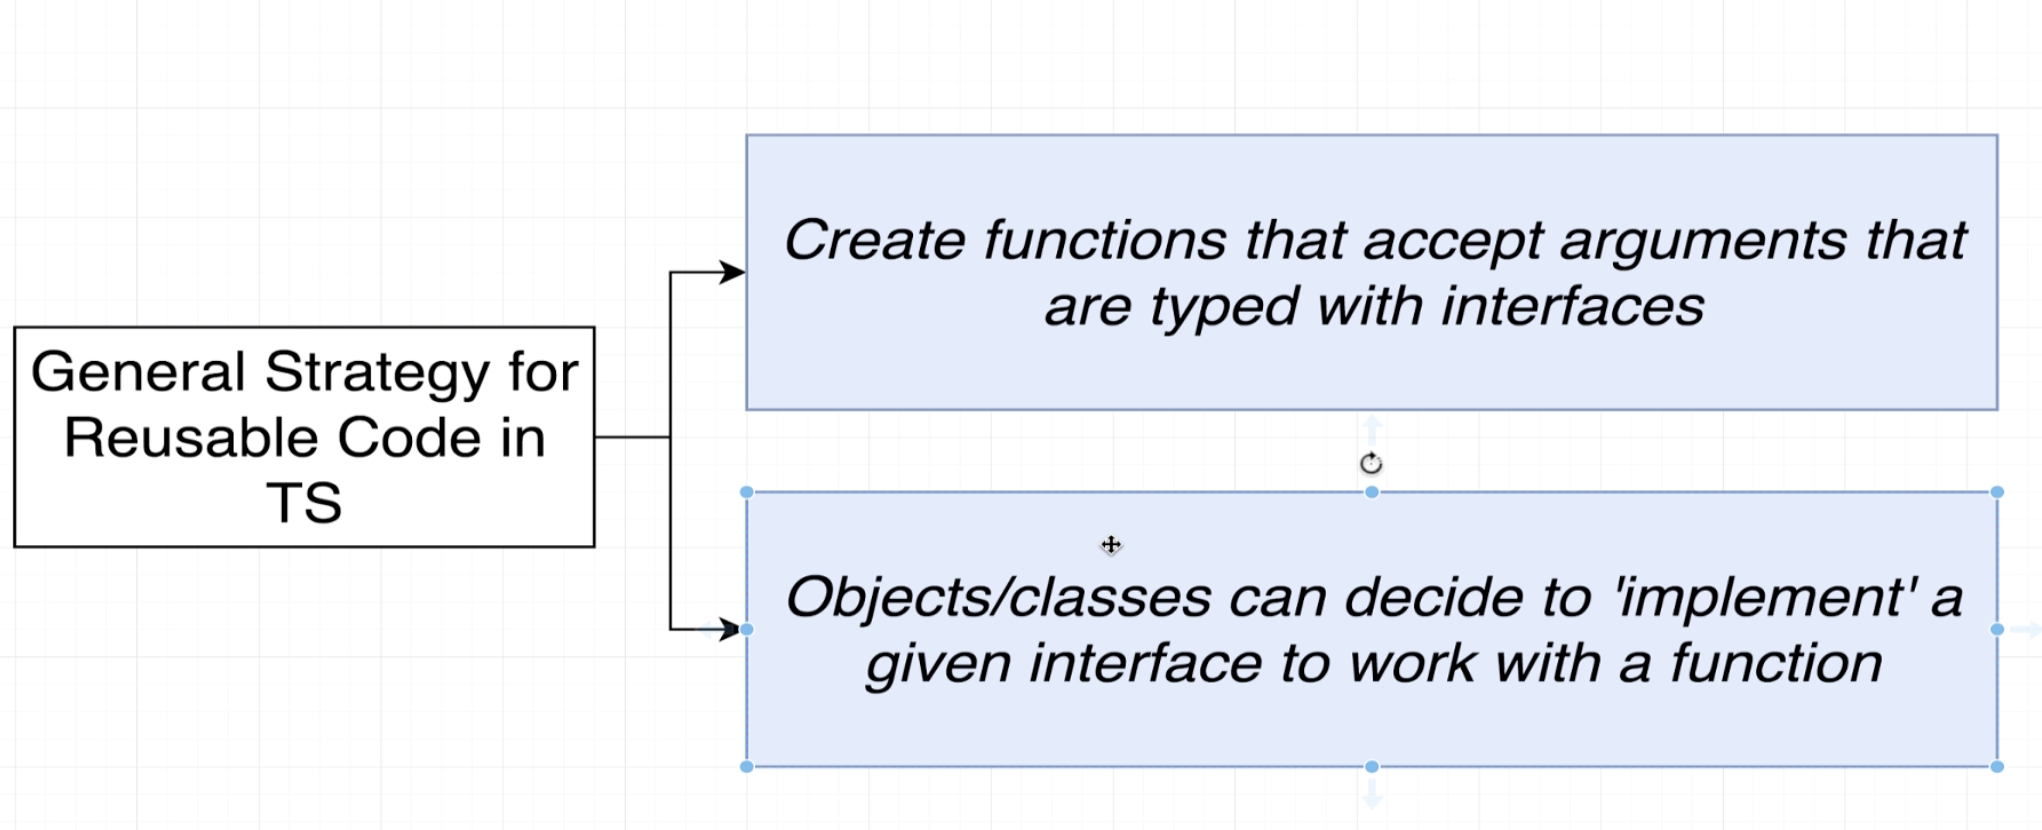 General Strategy for
Reusable Code in
TS
Create functions that accept arguments that
are typed with interfaces
Objects/classes can decide to 'implement' a
given interface to work with a function